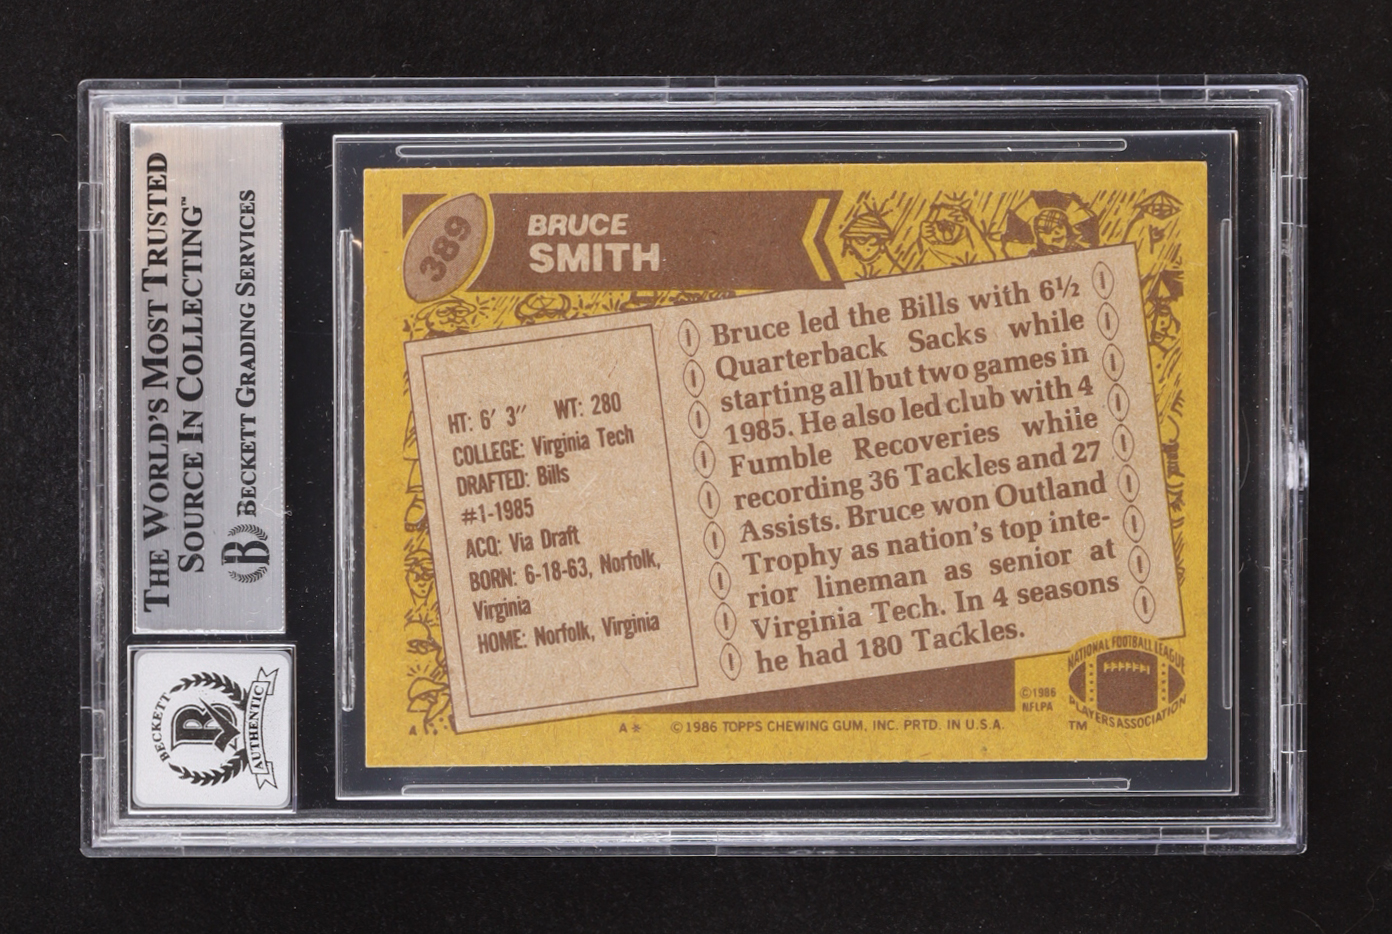 THE WORLD'S MOST TRUSTED
SOURCE IN COLLECTING™
BECKETT GRADING SERVICES
BECKETT
AUTHENTIC
389
BRUCE
SMITH
HT: 6′ 3″ WT: 280
COLLEGE: Virginia Tech
DRAFTED: Bills
#1-1985
ACQ: Via Draft
BORN: 6-18-63, Norfolk,
Virginia
HOME: Norfolk, Virginia
Bruce led the Bills with 6½
Quarterback Sacks while
starting all but two games in
1985. He also led club with 4
Fumble Recoveries while
recording 36 Tackles and 27
Assists. Bruce won Outland
Trophy as nation's top inte-
rior lineman as senior at
Virginia Tech. In 4 seasons
he had 180 Tackles.
©1986
NFLPA
NATIONAL FOOTBALL LEAGUE
PLAYERS ASSOCIATION
TM
A
A* ©1986 TOPPS CHEWING GUM, INC. PRTD. IN U.S.A.